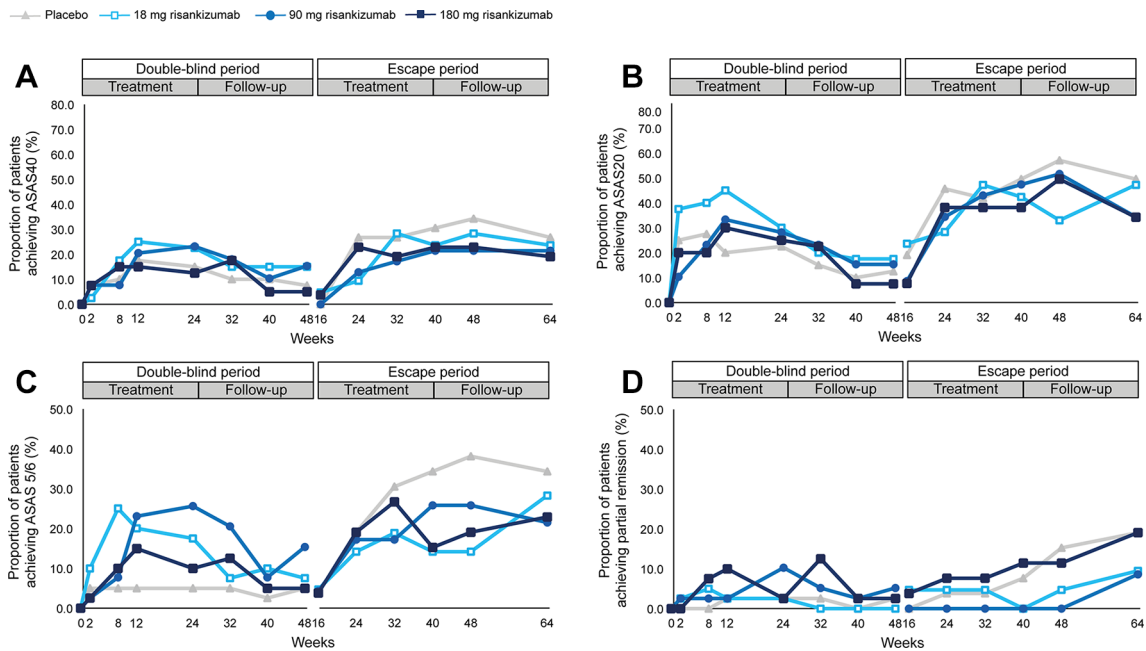 Placebo 18 mg risankizumab 90 mg risankizumab 180 mg risankizumab
A
Double-blind period Escape period
Treatment Follow-up Treatment Follow-up
Proportion of patients
achieving ASAS40 (%)
80.0
70.0
60.0
50.0
40.0
30.0
20.0
10.0
0.0
0 2 8 12 24 32 40 48 16 24 32 40 48 64
Weeks
B
Double-blind period Escape period
Treatment Follow-up Treatment Follow-up
Proportion of patients
achieving ASAS20 (%)
80.0
70.0
60.0
50.0
40.0
30.0
20.0
10.0
0.0
0 2 8 12 24 32 40 48 16 24 32 40 48 64
Weeks
C
Double-blind period Escape period
Treatment Follow-up Treatment Follow-up
Proportion of patients
achieving ASAS 5/6 (%)
50.0
40.0
30.0
20.0
10.0
0.0
0 2 8 12 24 32 40 48 16 24 32 40 48 64
Weeks
D
Double-blind period Escape period
Treatment Follow-up Treatment Follow-up
Proportion of patients
achieving partial remission (%)
50.0
40.0
30.0
20.0
10.0
0.0
0 2 8 12 24 32 40 48 16 24 32 40 48 64
Weeks